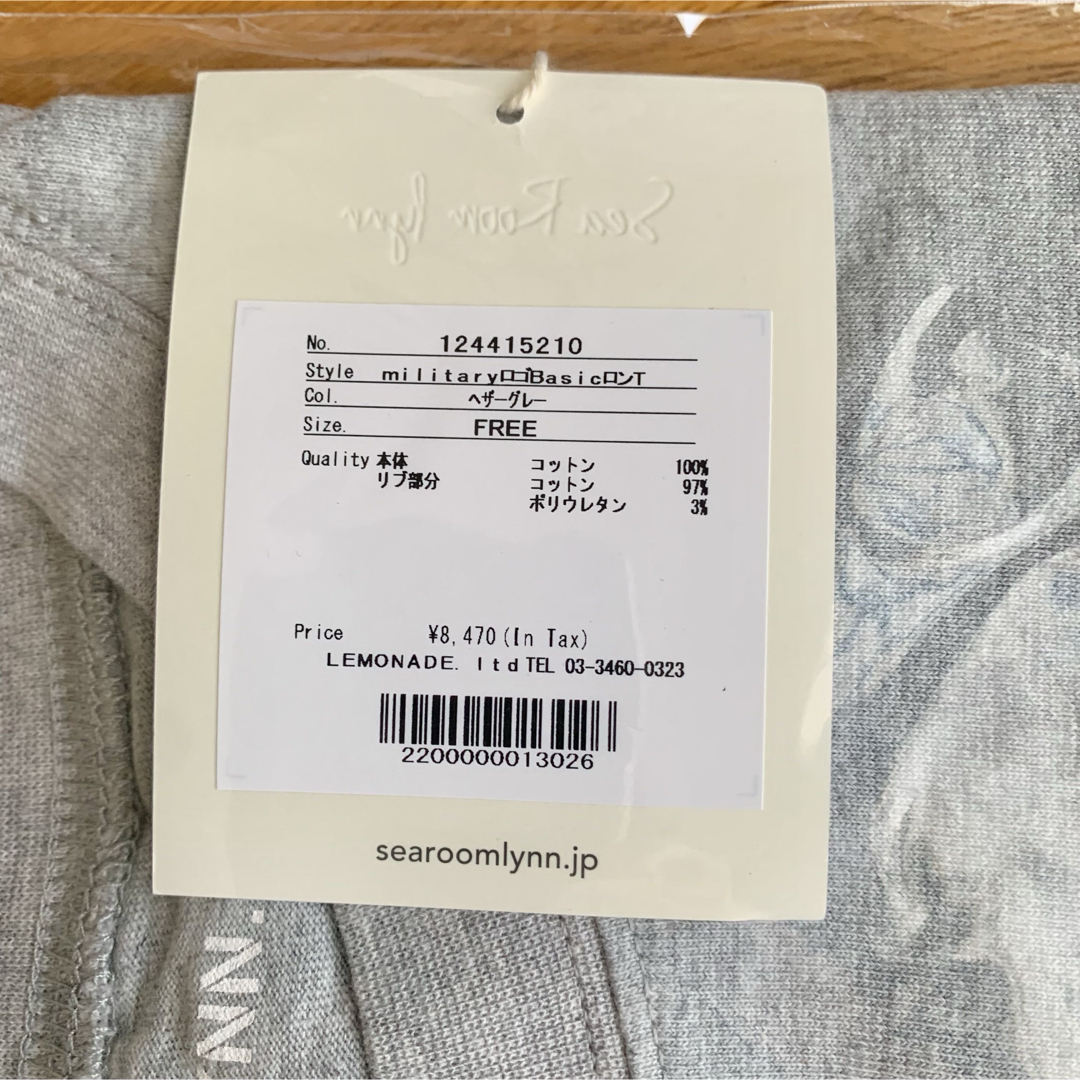 Sea Room lynn
No. 124415210
Style militaryロゴBasicロンT
Col. ヘザーグレー
Size. FREE
Quality 本体 コットン 100%
リブ部分 コットン 97%
ポリウレタン 3%
Price ¥8,470(In Tax)
LEMONADE. ltd TEL 03-3460-0323
2200000013026
searoomlynn.jp
NN